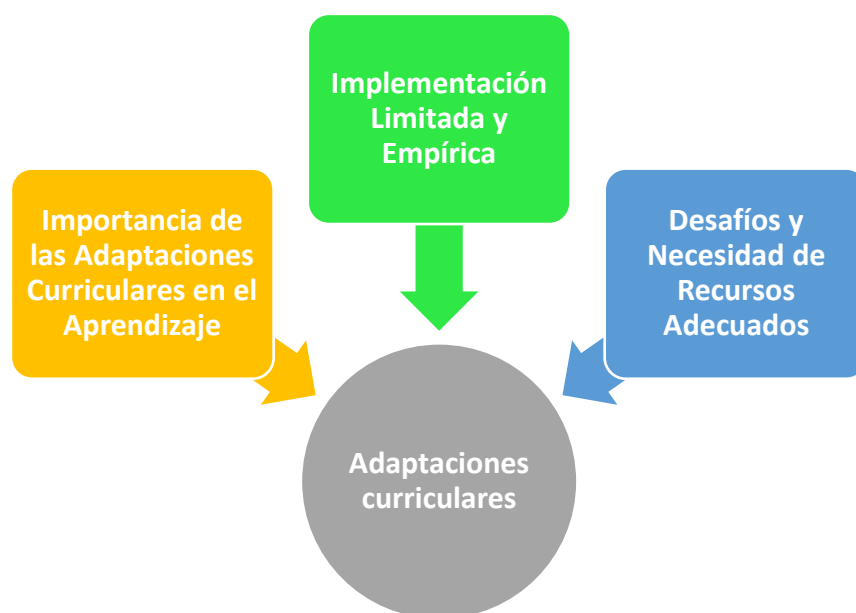 Implementación
Limitada y
Empírica
Importancia de
las Adaptaciones
Curriculares en el
Aprendizaje
Desafíos y
Necesidad de
Recursos
Adecuados
Adaptaciones
curriculares